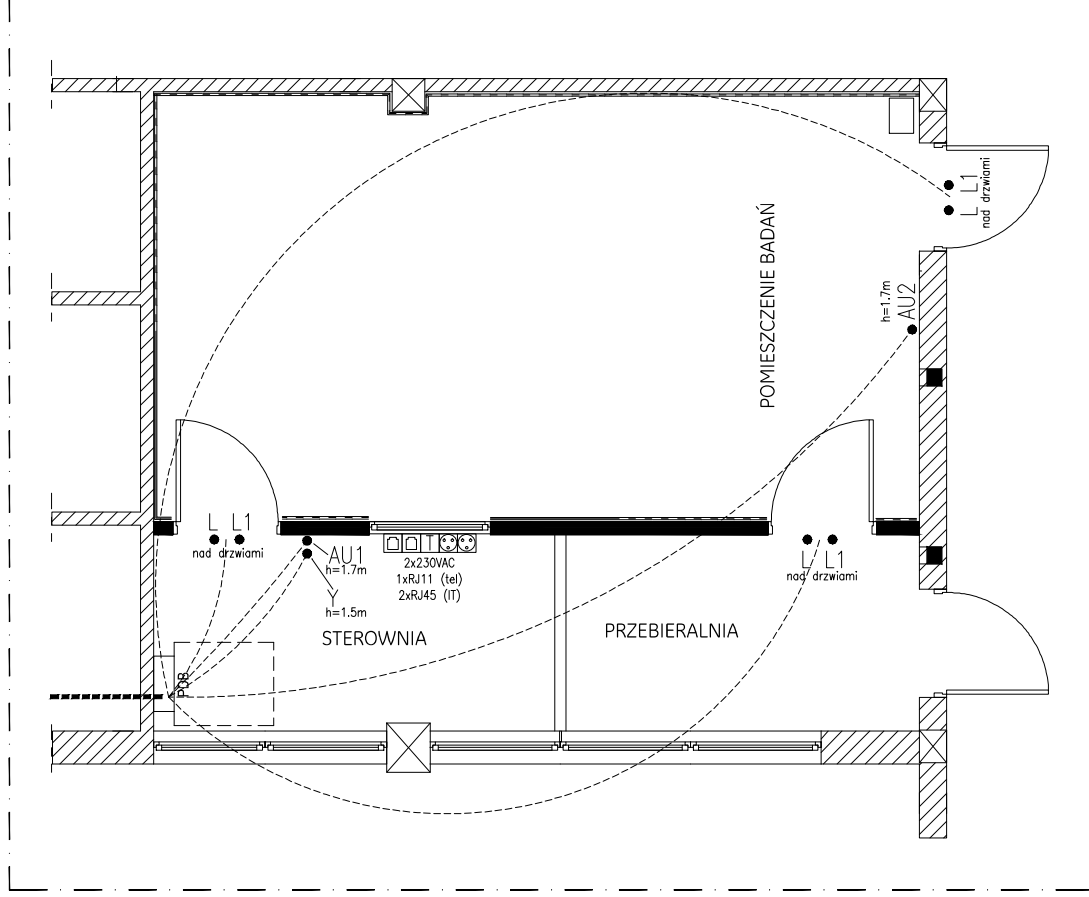 L1
L
nad drzwiami
POMIESZCZENIE BADAŃ
h=1.7m
AU2
L L1
nad drzwiami
AU1
h=1.7m
Y
h=1.5m
T
2x230VAC
1xRJ11 (tel)
2xRJ45 (IT)
L L1
nad drzwiami
STEROWNIA
PRZEBIERALNIA
PDB